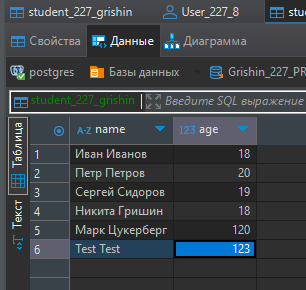 student_227_grishin User_227_8
Свойства Данные Диаграмма
postgres Базы данных
student_227_grishin Введите SQL выражение
Таблица
Текст
A-Z name 123 age
1 Иван Иванов 18
2 Петр Петров 20
3 Сергей Сидоров 19
4 Никита Гришин 18
5 Марк Цукерберг 120
6 Test Test 123